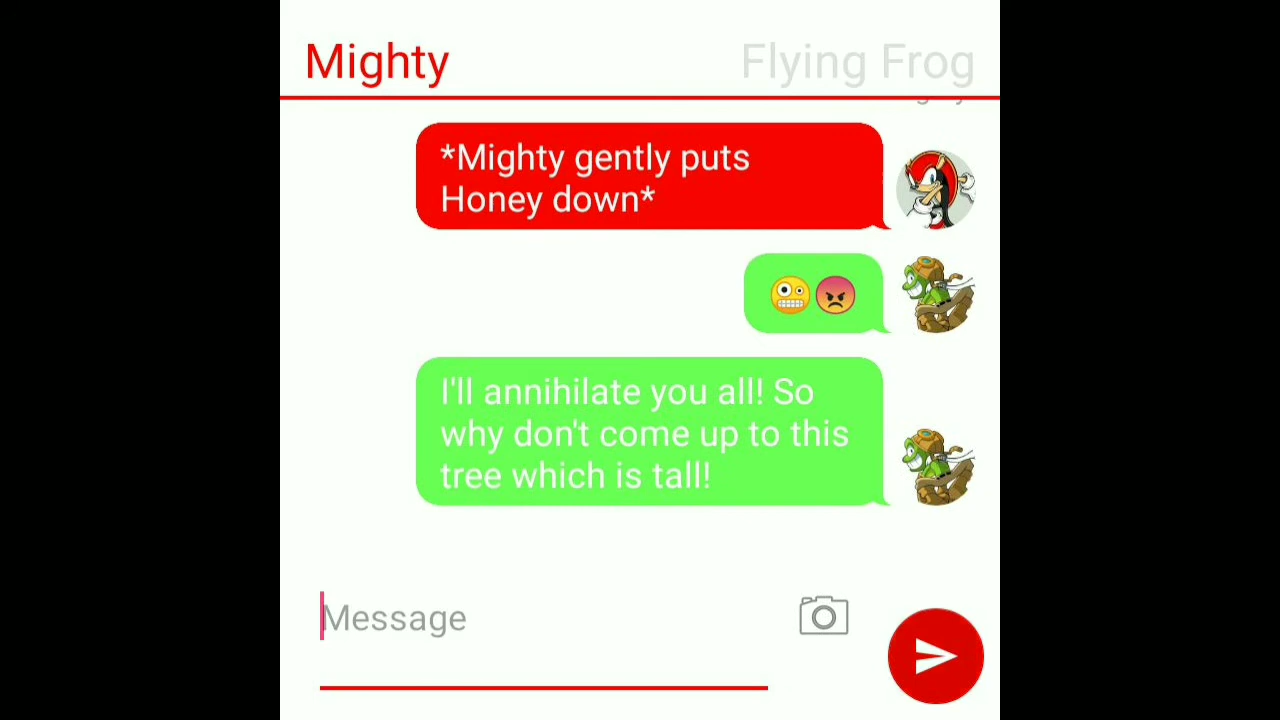 Mighty
Flying Frog
*Mighty gently puts
Honey down*
🤪😡
I'll annihilate you all! So
why don't come up to this
tree which is tall!
Message